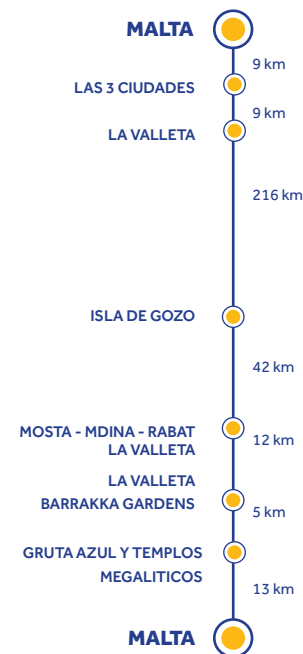 MALTA
9 km
LAS 3 CIUDADES
9 km
LA VALLETA
216 km
ISLA DE GOZO
42 km
MOSTA - MDINA - RABAT
LA VALLETA
12 km
LA VALLETA
BARRAKKA GARDENS
5 km
GRUTA AZUL Y TEMPLOS
MEGALITICOS
13 km
MALTA